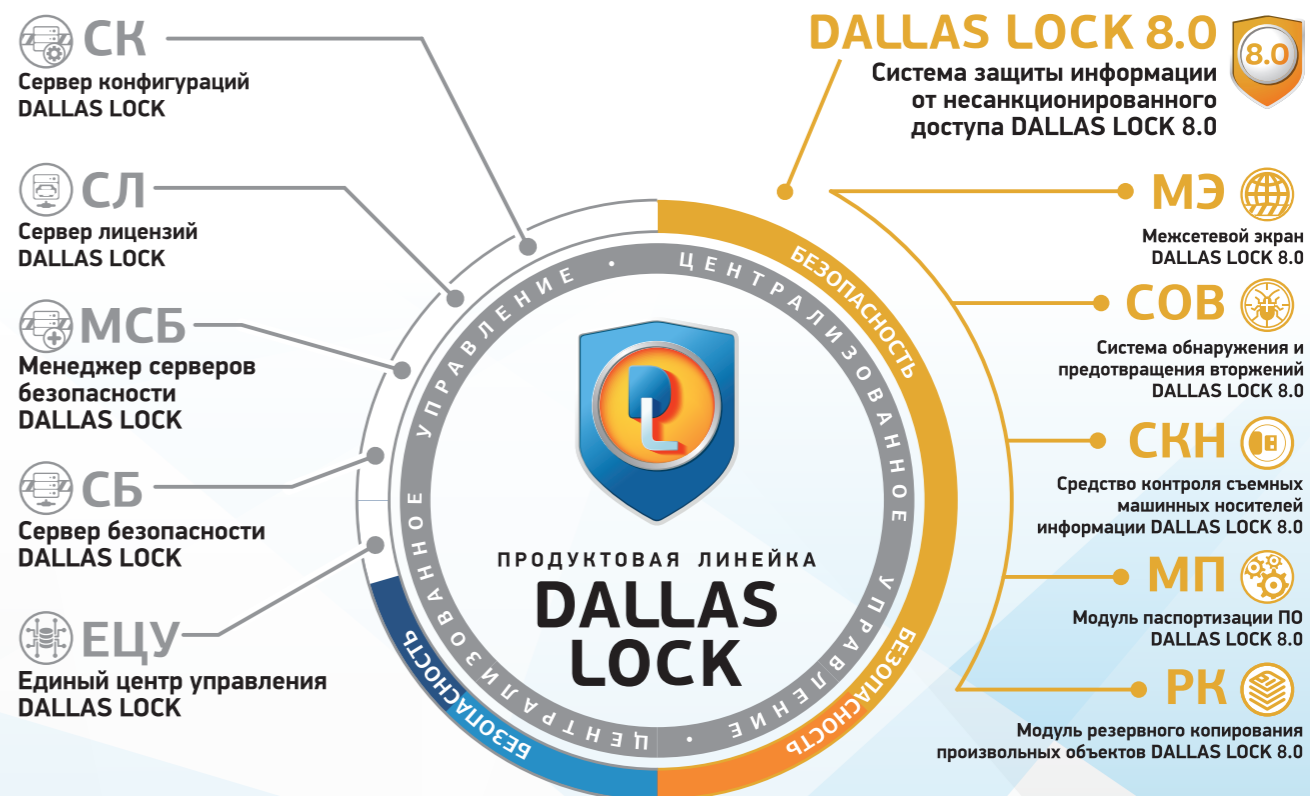 СК
Сервер конфигураций
DALLAS LOCK
СЛ
Сервер лицензий
DALLAS LOCK
МСБ
Менеджер серверов
безопасности
DALLAS LOCK
СБ
Сервер безопасности
DALLAS LOCK
ЕЦУ
Единый центр управления
DALLAS LOCK
ЦЕНТРАЛИЗОВАННОЕ УПРАВЛЕНИЕ • ЦЕНТРАЛИЗОВАННОЕ УПРАВЛЕНИЕ •
БЕЗОПАСНОСТЬ
БЕЗОПАСНОСТЬ
БЕЗОПАСНОСТЬ
DL
ПРОДУКТОВАЯ ЛИНЕЙКА
DALLAS
LOCK
DALLAS LOCK 8.0
8.0
Система защиты информации
от несанкционированного
доступа DALLAS LOCK 8.0
МЭ
Межсетевой экран
DALLAS LOCK 8.0
СОВ
Система обнаружения и
предотвращения вторжений
DALLAS LOCK 8.0
СКН
Средство контроля съемных
машинных носителей
информации DALLAS LOCK 8.0
МП
Модуль паспортизации ПО
DALLAS LOCK 8.0
РК
Модуль резервного копирования
произвольных объектов DALLAS LOCK 8.0